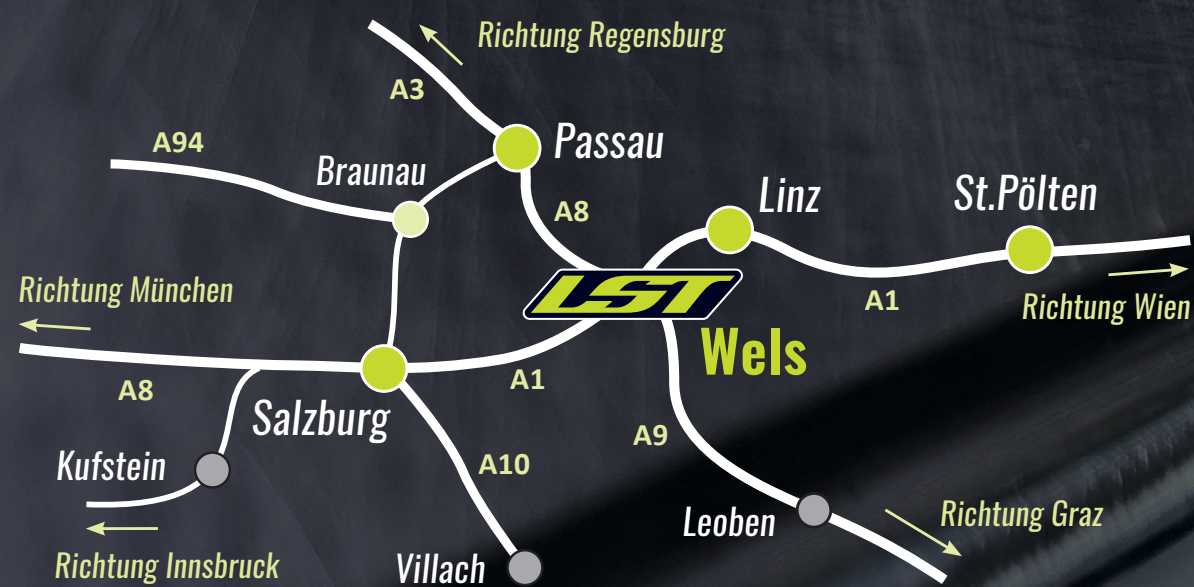 Richtung Regensburg
A3
A94
Passau
Braunau
A8
Linz
St.Pölten
Richtung München
LST
A1
Richtung Wien
Wels
A8
A1
Salzburg
A9
Kufstein
A10
Leoben
Richtung Graz
Richtung Innsbruck
Villach